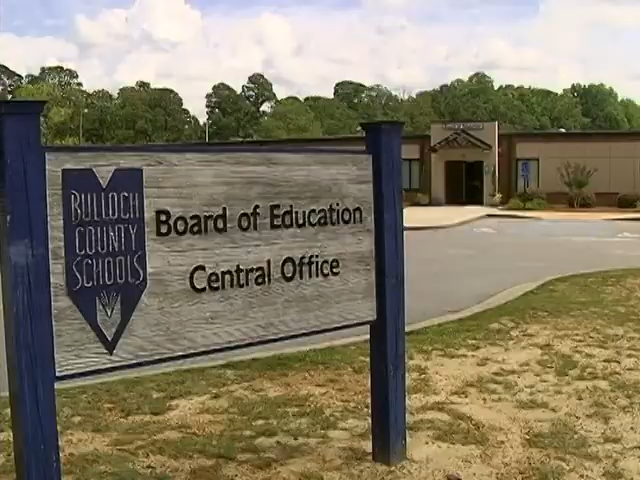 BULLOCH
COUNTY
SCHOOLS
Board of Education
Central Office